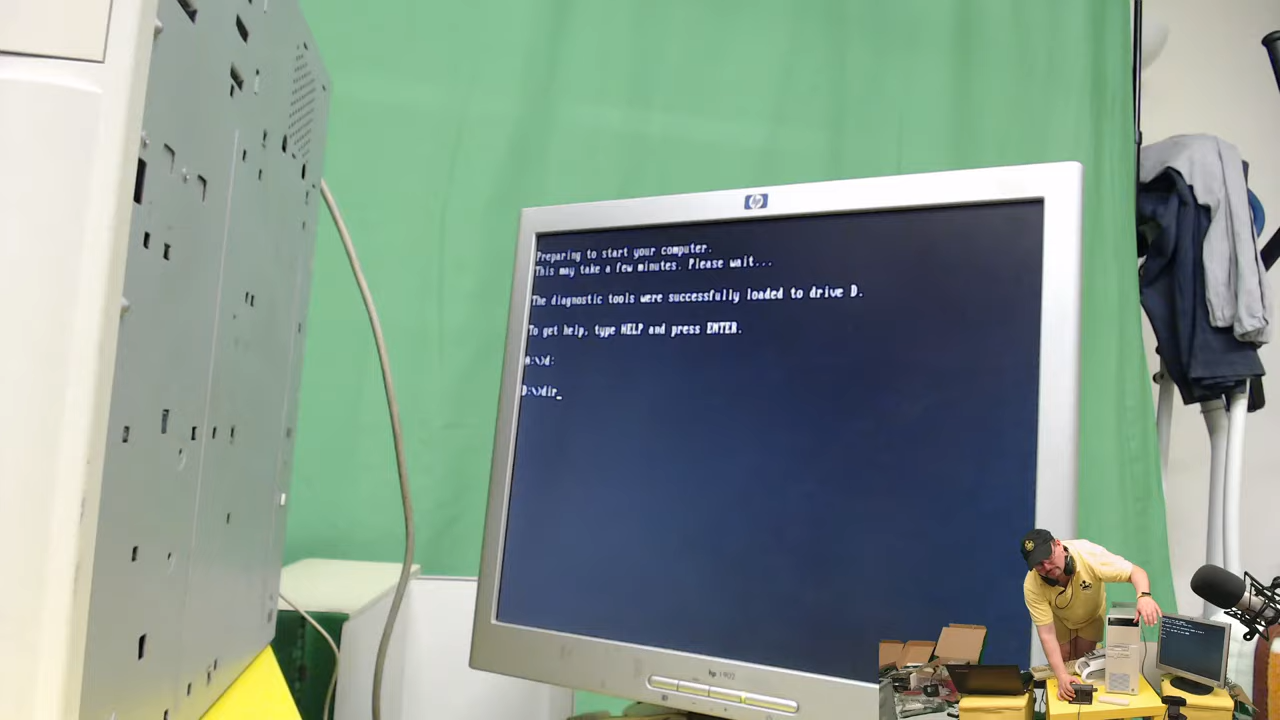 hp
Preparing to start your computer.
This may take a few minutes. Please wait...
The diagnostic tools were successfully loaded to drive D.
To get help, type HELP and press ENTER.
A:\>d:
D:\>dir_